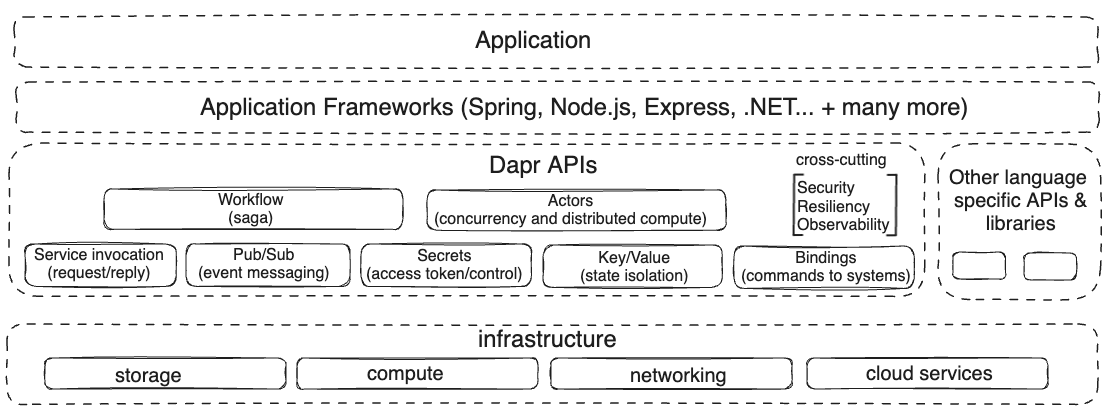 Application
Application Frameworks (Spring, Node.js, Express, .NET... + many more)
Dapr APIs
cross-cutting
Security
Resiliency
Observability
Workflow
(saga)
Actors
(concurrency and distributed compute)
Service invocation
(request/reply)
Pub/Sub
(event messaging)
Secrets
(access token/control)
Key/Value
(state isolation)
Bindings
(commands to systems)
Other language
specific APIs &
libraries
infrastructure
storage
compute
networking
cloud services